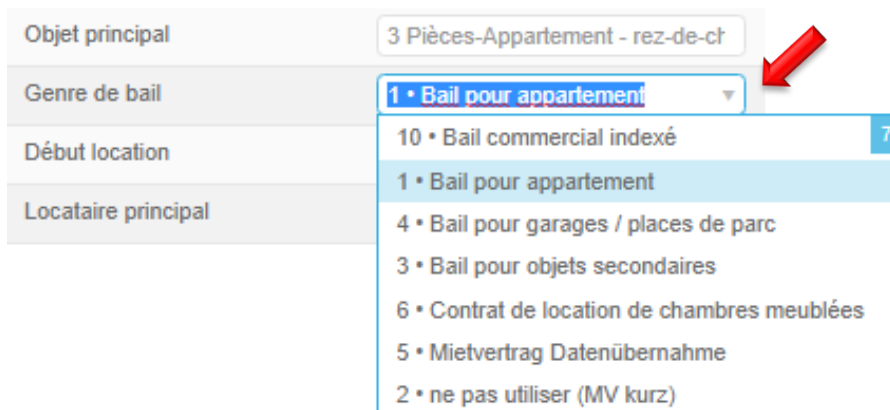 Objet principal
3 Pièces-Appartement - rez-de-ch
Genre de bail
1 • Bail pour appartement
10 • Bail commercial indexé
7
Début location
1 • Bail pour appartement
Locataire principal
4 • Bail pour garages / places de parc
3 • Bail pour objets secondaires
6 • Contrat de location de chambres meublées
5 • Mietvertrag Datenübernahme
2 • ne pas utiliser (MV kurz)